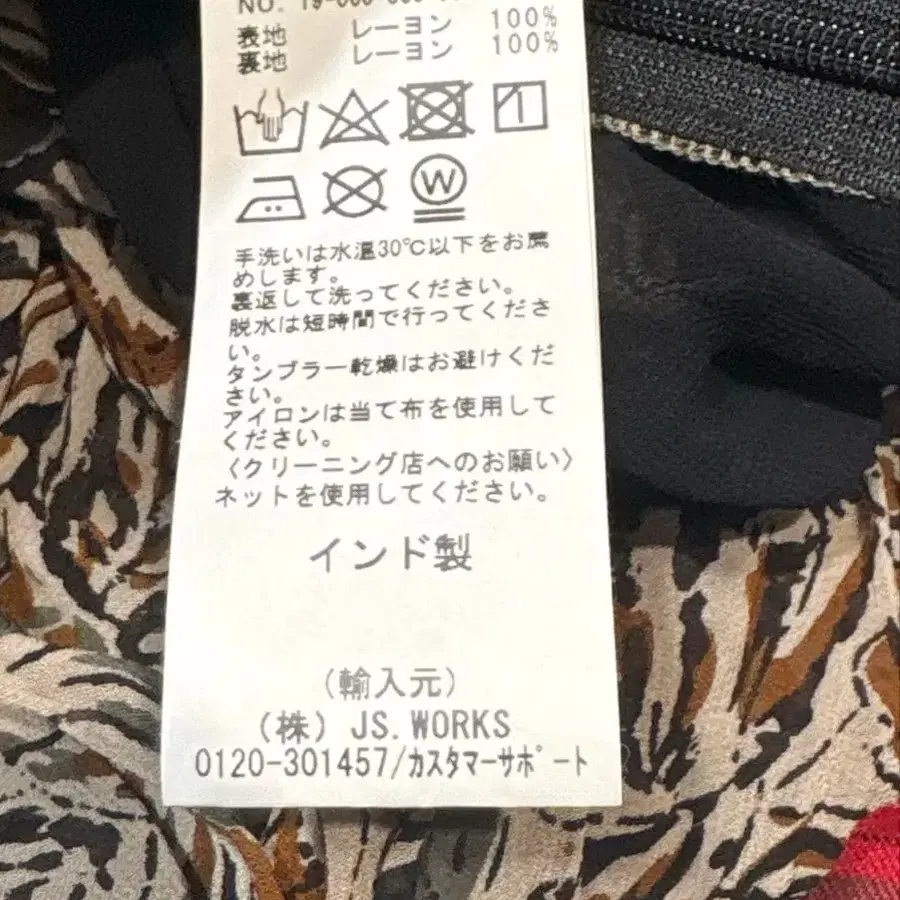 表地 レーヨン 100%
裏地 レーヨン 100%
W
手洗いは水温30℃以下をお薦
めします。
裏返して洗ってください。
脱水は短時間で行ってくださ
い。
タンブラー乾燥はお避けくだ
さい。
アイロンは当て布を使用して
ください。
〈クリーニング店へのお願い〉
ネットを使用してください。
インド製
(輸入元)
(株) JS.WORKS
0120-301457/カスタマーサポート